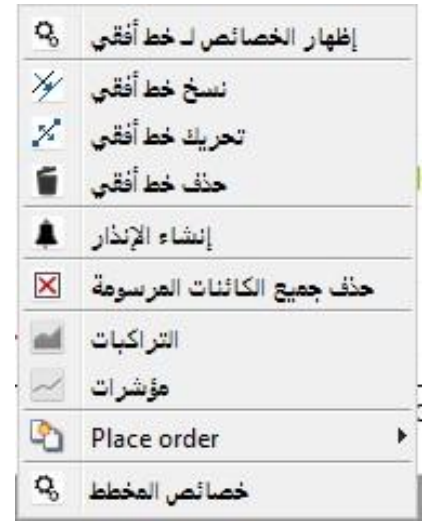 إظهار الخصائص لـ خط أفقي
نسخ خط أفقي
تحريك خط أفقي
حذف خط أفقي
إنشاء الإنذار
حذف جميع الكائنات المرسومة
التراكبات
مؤشرات
Place order
خصائص المخطط